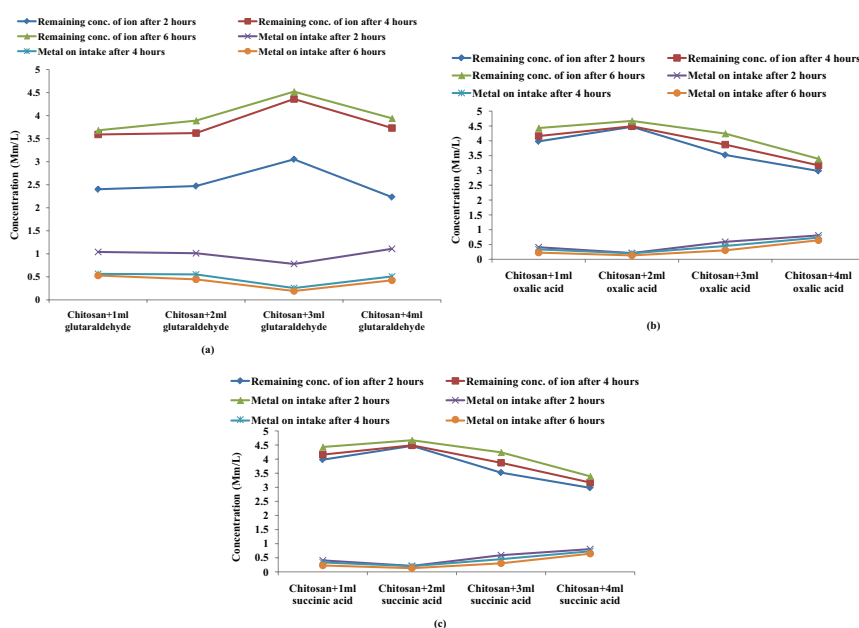 Remaining conc. of ion after 2 hours Remaining conc. of ion after 4 hours
Remaining conc. of ion after 6 hours Metal on intake after 2 hours
Metal on intake after 4 hours Metal on intake after 6 hours
Concentration (Mm/L)
5
4.5
4
3.5
3
2.5
2
1.5
1
0.5
0
Chitosan+1ml Chitosan+2ml Chitosan+3ml Chitosan+4ml
glutaraldehyde glutaraldehyde glutaraldehyde glutaraldehyde
(a)
Remaining conc. of ion after 2 hours Remaining conc. of ion after 4 hours
Remaining conc. of ion after 6 hours Metal on intake after 2 hours
Metal on intake after 4 hours Metal on intake after 6 hours
Concentration (Mm/L)
5
4.5
4
3.5
3
2.5
2
1.5
1
0.5
0
Chitosan+1ml Chitosan+2ml Chitosan+3ml Chitosan+4ml
oxalic acid oxalic acid oxalic acid oxalic acid
(b)
Remaining conc. of ion after 2 hours Remaining conc. of ion after 4 hours
Metal on intake after 2 hours Metal on intake after 2 hours
Metal on intake after 4 hours Metal on intake after 6 hours
Concentration (Mm/L)
5
4.5
4
3.5
3
2.5
2
1.5
1
0.5
0
Chitosan+1ml Chitosan+2ml Chitosan+3ml Chitosan+4ml
succinic acid succinic acid succinic acid succinic acid
(c)